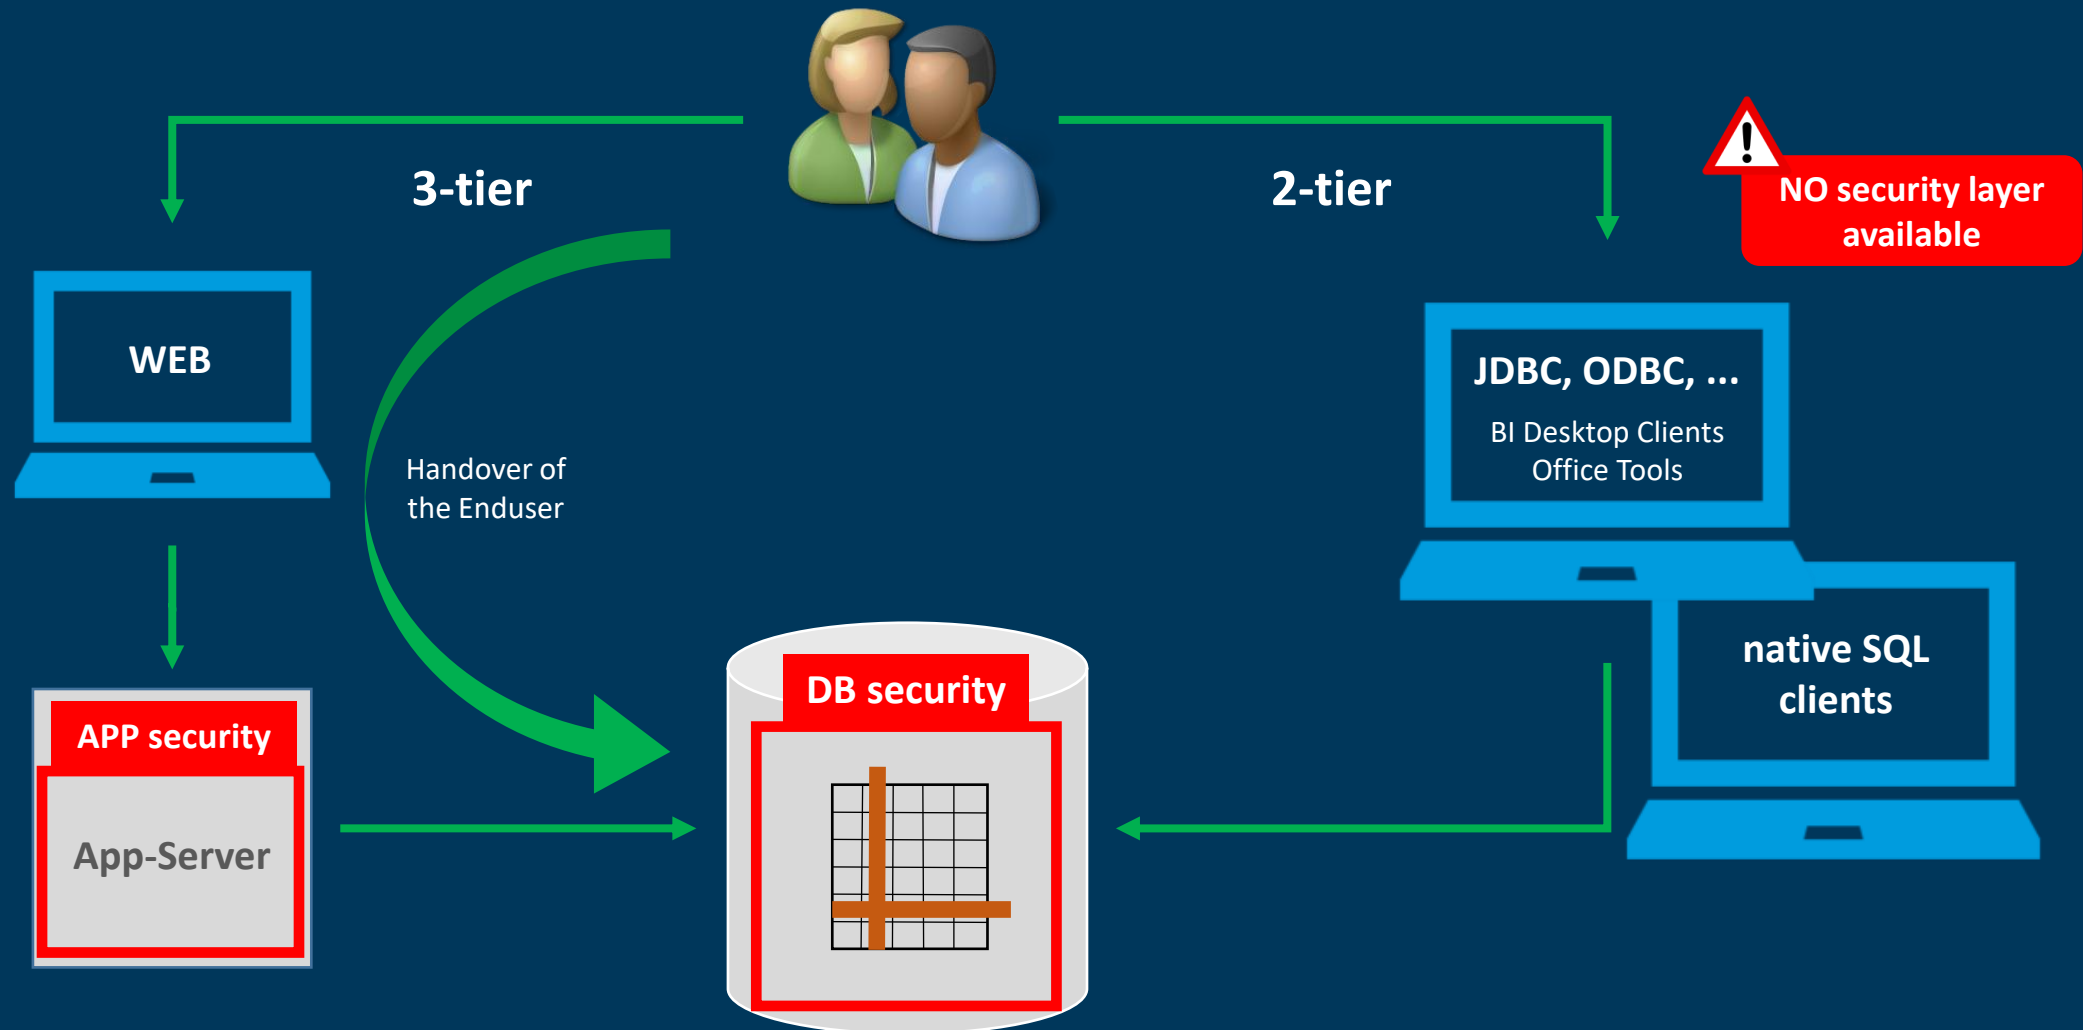 3-tier
2-tier
NO security layer
available
WEB
JDBC, ODBC, ...
BI Desktop Clients
Office Tools
Handover of
the Enduser
native SQL
clients
DB security
APP security
App-Server